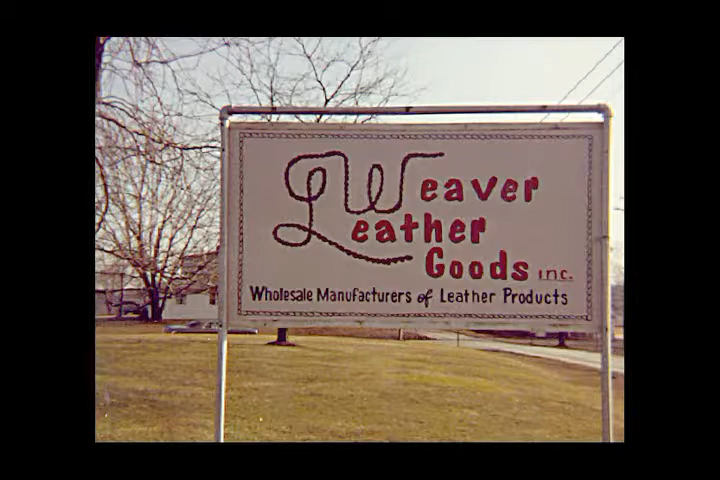 Weaver
Leather
Goods inc.
Wholesale Manufacturers of Leather Products